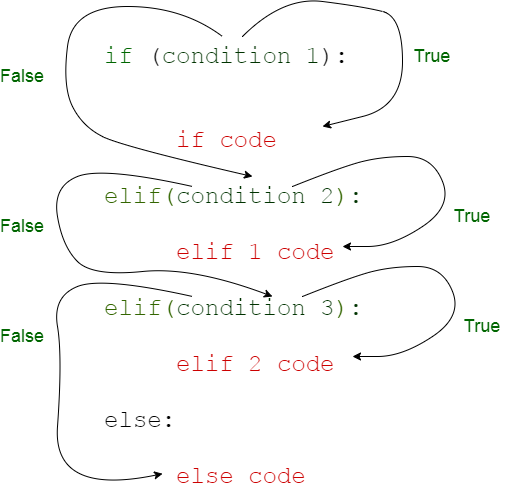 if (condition 1):
True
False
if code
elif(condition 2):
True
False
elif 1 code
elif(condition 3):
True
False
elif 2 code
else:
else code